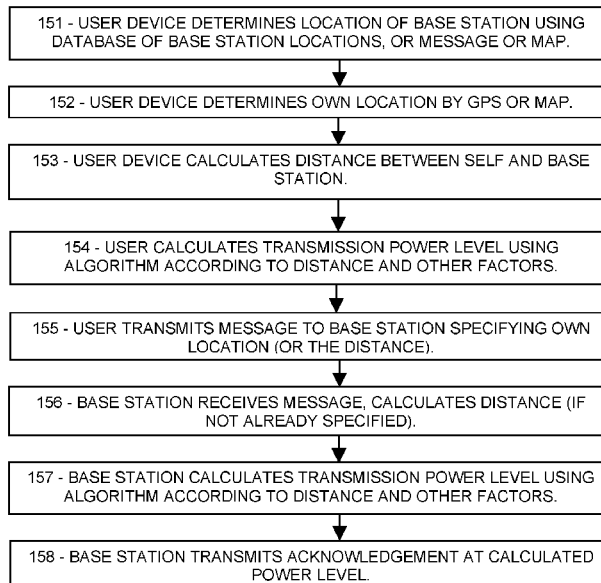 151 - USER DEVICE DETERMINES LOCATION OF BASE STATION USING
DATABASE OF BASE STATION LOCATIONS, OR MESSAGE OR MAP.
152 - USER DEVICE DETERMINES OWN LOCATION BY GPS OR MAP.
153 - USER DEVICE CALCULATES DISTANCE BETWEEN SELF AND BASE
STATION.
154 - USER CALCULATES TRANSMISSION POWER LEVEL USING
ALGORITHM ACCORDING TO DISTANCE AND OTHER FACTORS.
155 - USER TRANSMITS MESSAGE TO BASE STATION SPECIFYING OWN
LOCATION (OR THE DISTANCE).
156 - BASE STATION RECEIVES MESSAGE, CALCULATES DISTANCE (IF
NOT ALREADY SPECIFIED).
157 - BASE STATION CALCULATES TRANSMISSION POWER LEVEL USING
ALGORITHM ACCORDING TO DISTANCE AND OTHER FACTORS.
158 - BASE STATION TRANSMITS ACKNOWLEDGEMENT AT CALCULATED
POWER LEVEL.